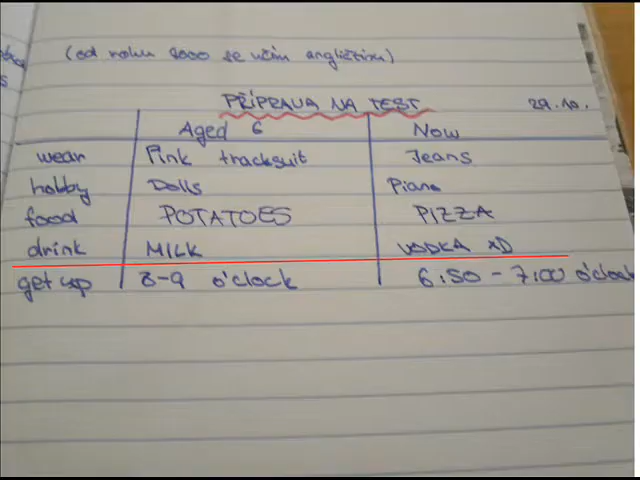 (od roku 2000 se učím angličtinu)
PŘÍPRAVA NA TEST 29.10.
Aged 6 Now
wear Pink tracksuit Jeans
hobby Dolls Piano
food POTATOES PIZZA
drink MILK VODKA XD
get up 8-9 o'clock 6:50 - 7:00 o'clock